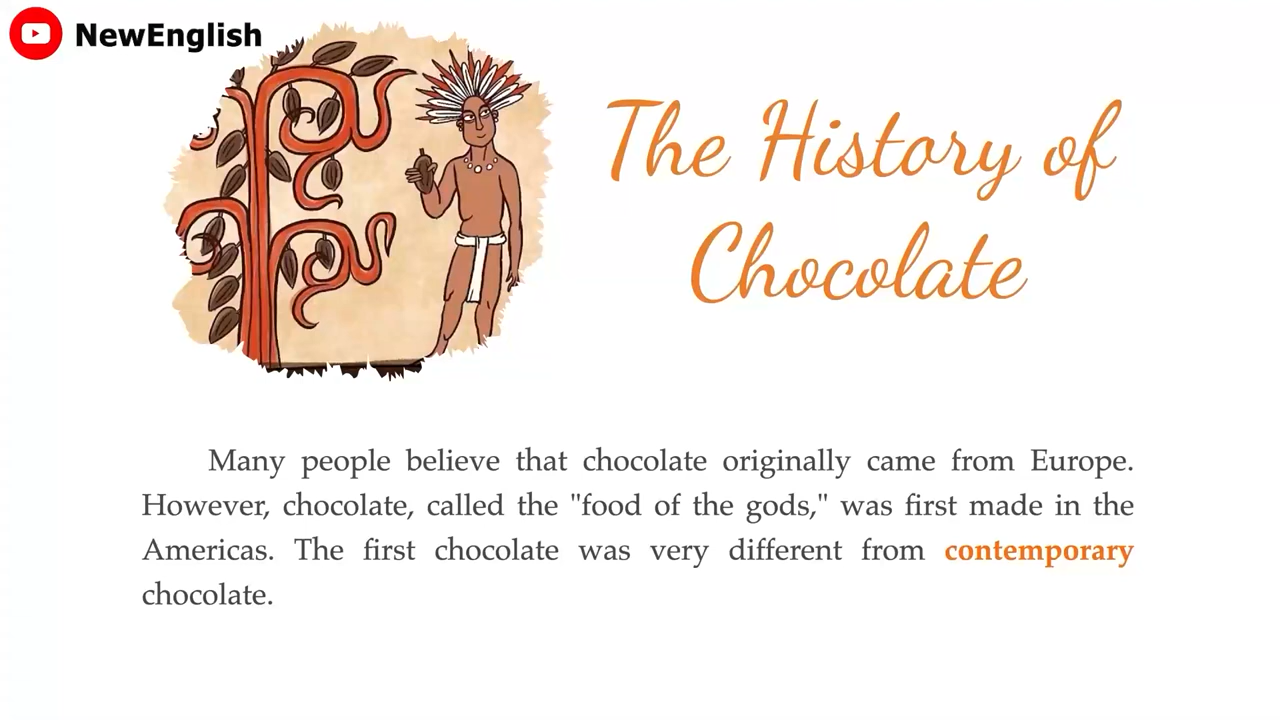 NewEnglish
The History of
Chocolate
Many people believe that chocolate originally came from Europe.
However, chocolate, called the "food of the gods," was first made in the
Americas. The first chocolate was very different from contemporary
chocolate.